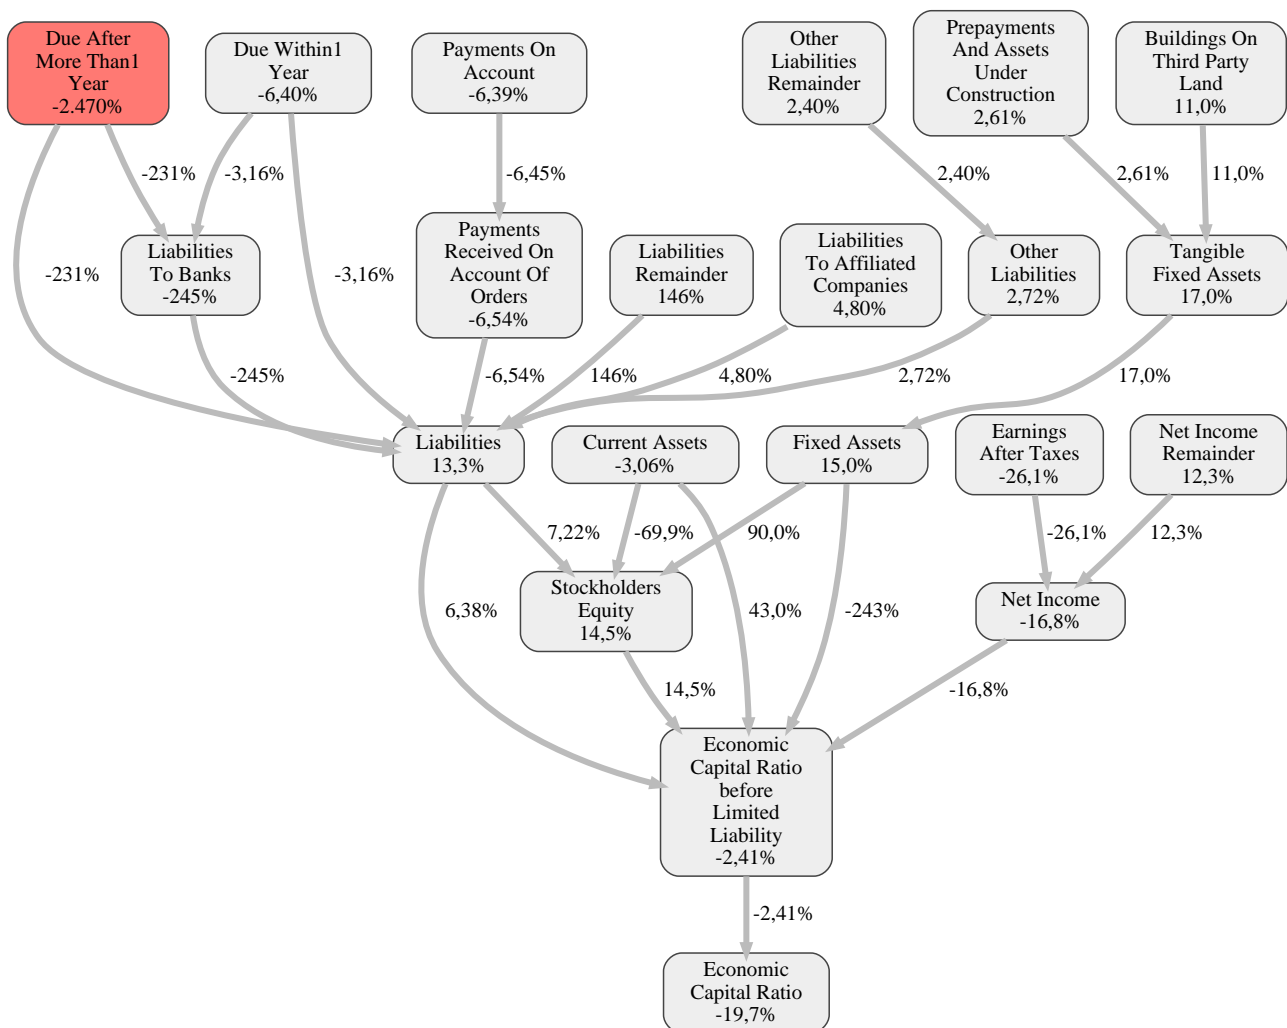 Due After
More Than1
Year
-2.470%
Due Within1
Year
-6,40%
Payments On
Account
-6,39%
Other
Liabilities
Remainder
2,40%
Prepayments
And Assets
Under
Construction
2,61%
Buildings On
Third Party
Land
11,0%
-231%
-3,16%
-6,45%
2,40%
2,61%
11,0%
Liabilities
To Banks
-245%
Payments
Received On
Account Of
Orders
-6,54%
Liabilities
Remainder
146%
Liabilities
To Affiliated
Companies
4,80%
Other
Liabilities
2,72%
Tangible
Fixed Assets
17,0%
-231%
-3,16%
-245%
-6,54%
146%
4,80%
2,72%
17,0%
Liabilities
13,3%
Current Assets
-3,06%
Fixed Assets
15,0%
Earnings
After Taxes
-26,1%
Net Income
Remainder
12,3%
7,22%
-69,9%
90,0%
-26,1%
12,3%
Stockholders
Equity
14,5%
Net Income
-16,8%
6,38%
43,0%
-243%
14,5%
-16,8%
Economic
Capital Ratio
before
Limited
Liability
-2,41%
-2,41%
Economic
Capital Ratio
-19,7%